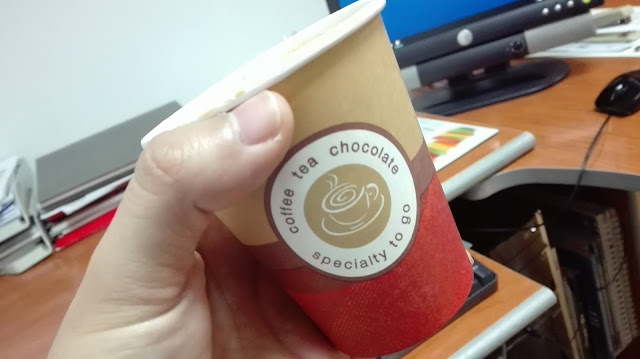 coffee tea chocolate
specialty to go